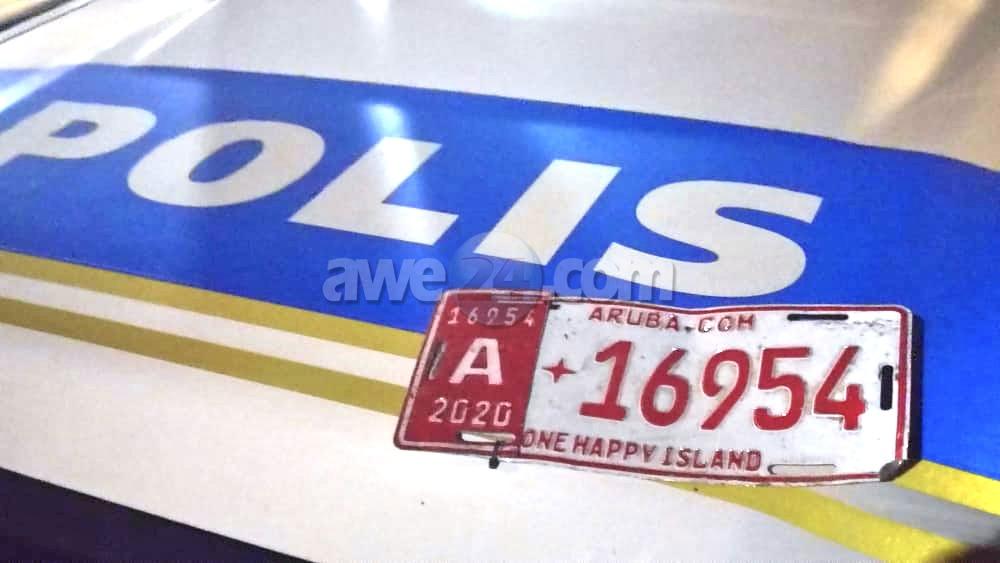 POLIS
awe24.com
16954
A
2020
ARUBA.COM
16954
ONE HAPPY ISLAND